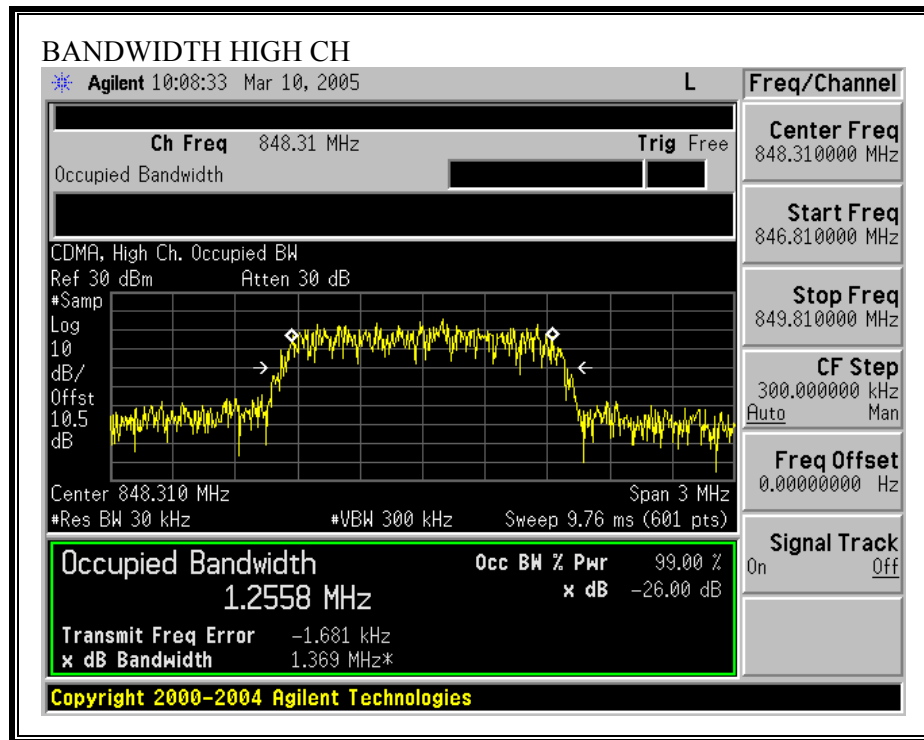 BANDWIDTH HIGH CH
Agilent 10:08:33 Mar 10, 2005 L
Freq/Channel
Ch Freq 848.31 MHz Trig Free
Occupied Bandwidth
Center Freq
848.310000 MHz
Start Freq
846.810000 MHz
Stop Freq
849.810000 MHz
CF Step
300.000000 kHz
Auto Man
Freq Offset
0.00000000 Hz
Signal Track
On Off
CDMA, High Ch. Occupied BW
Ref 30 dBm Atten 30 dB
#Samp
Log
10
dB/
Offst
10.5
dB
Center 848.310 MHz Span 3 MHz
#Res BW 30 kHz #VBW 300 kHz Sweep 9.76 ms (601 pts)
Occupied Bandwidth Occ BW % Pwr 99.00 %
1.2558 MHz x dB -26.00 dB
Transmit Freq Error -1.681 kHz
x dB Bandwidth 1.369 MHz*
Copyright 2000-2004 Agilent Technologies